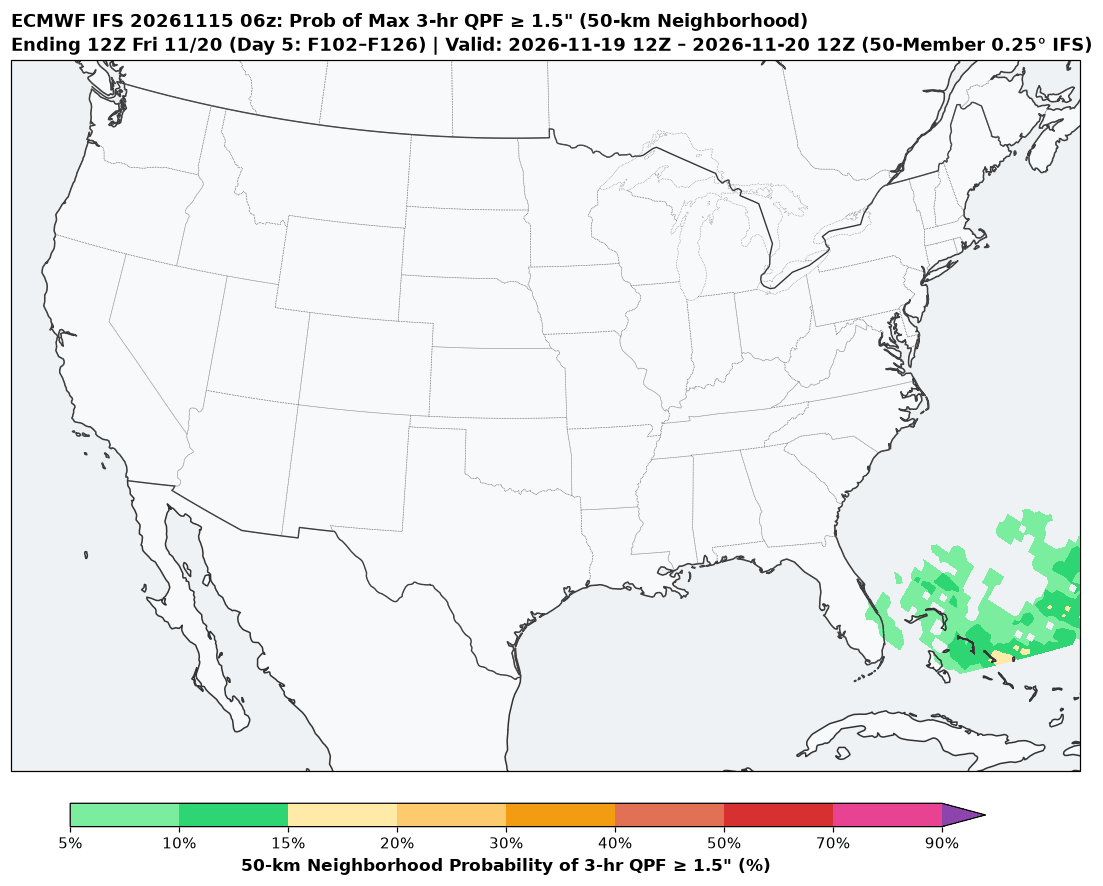 ECMWF IFS 20261115 06z: Prob of Max 3-hr QPF ≥ 1.5" (50-km Neighborhood)
Ending 12Z Fri 11/20 (Day 5: F102–F126) | Valid: 2026-11-19 12Z – 2026-11-20 12Z (50-Member 0.25° IFS)
5% 10% 15% 20% 30% 40% 50% 70% 90%
50-km Neighborhood Probability of 3-hr QPF ≥ 1.5" (%)